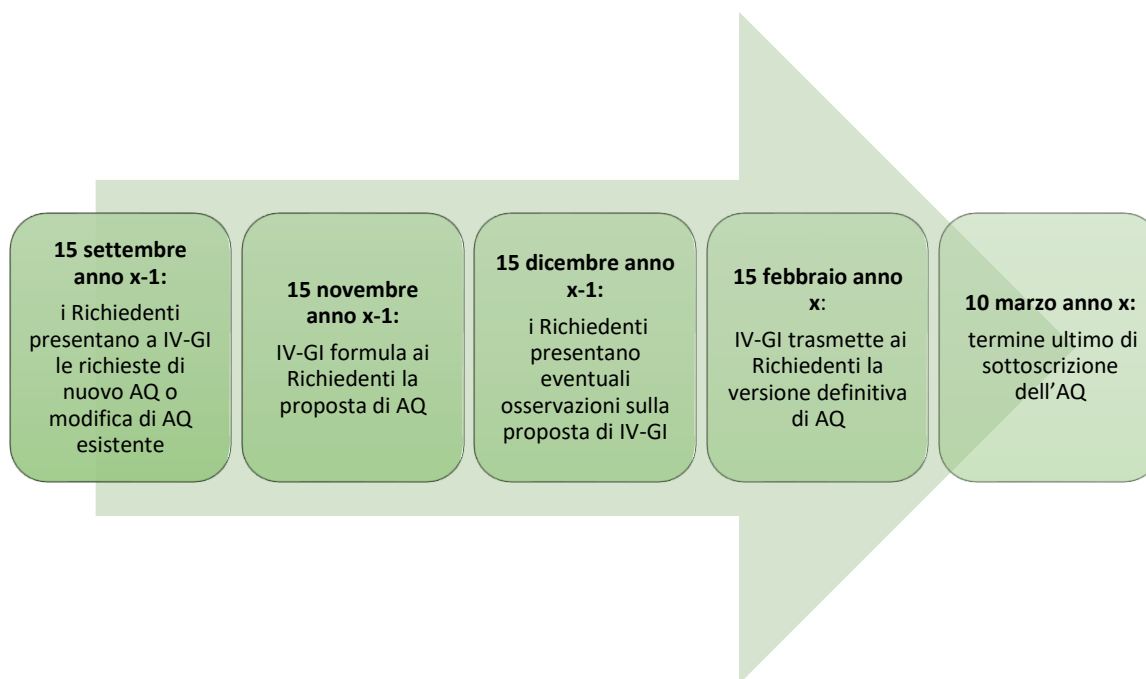 15 settembre
anno x-1:
i Richiedenti
presentano a IV-GI
le richieste di
nuovo AQ o
modifica di AQ
esistente
15 novembre
anno x-1:
IV-GI formula ai
Richiedenti la
proposta di AQ
15 dicembre anno
x-1:
i Richiedenti
presentano
eventuali
osservazioni sulla
proposta di IV-GI
15 febbraio anno
x:
IV-GI trasmette ai
Richiedenti la
versione definitiva
di AQ
10 marzo anno x:
termine ultimo di
sottoscrizione
dell’AQ